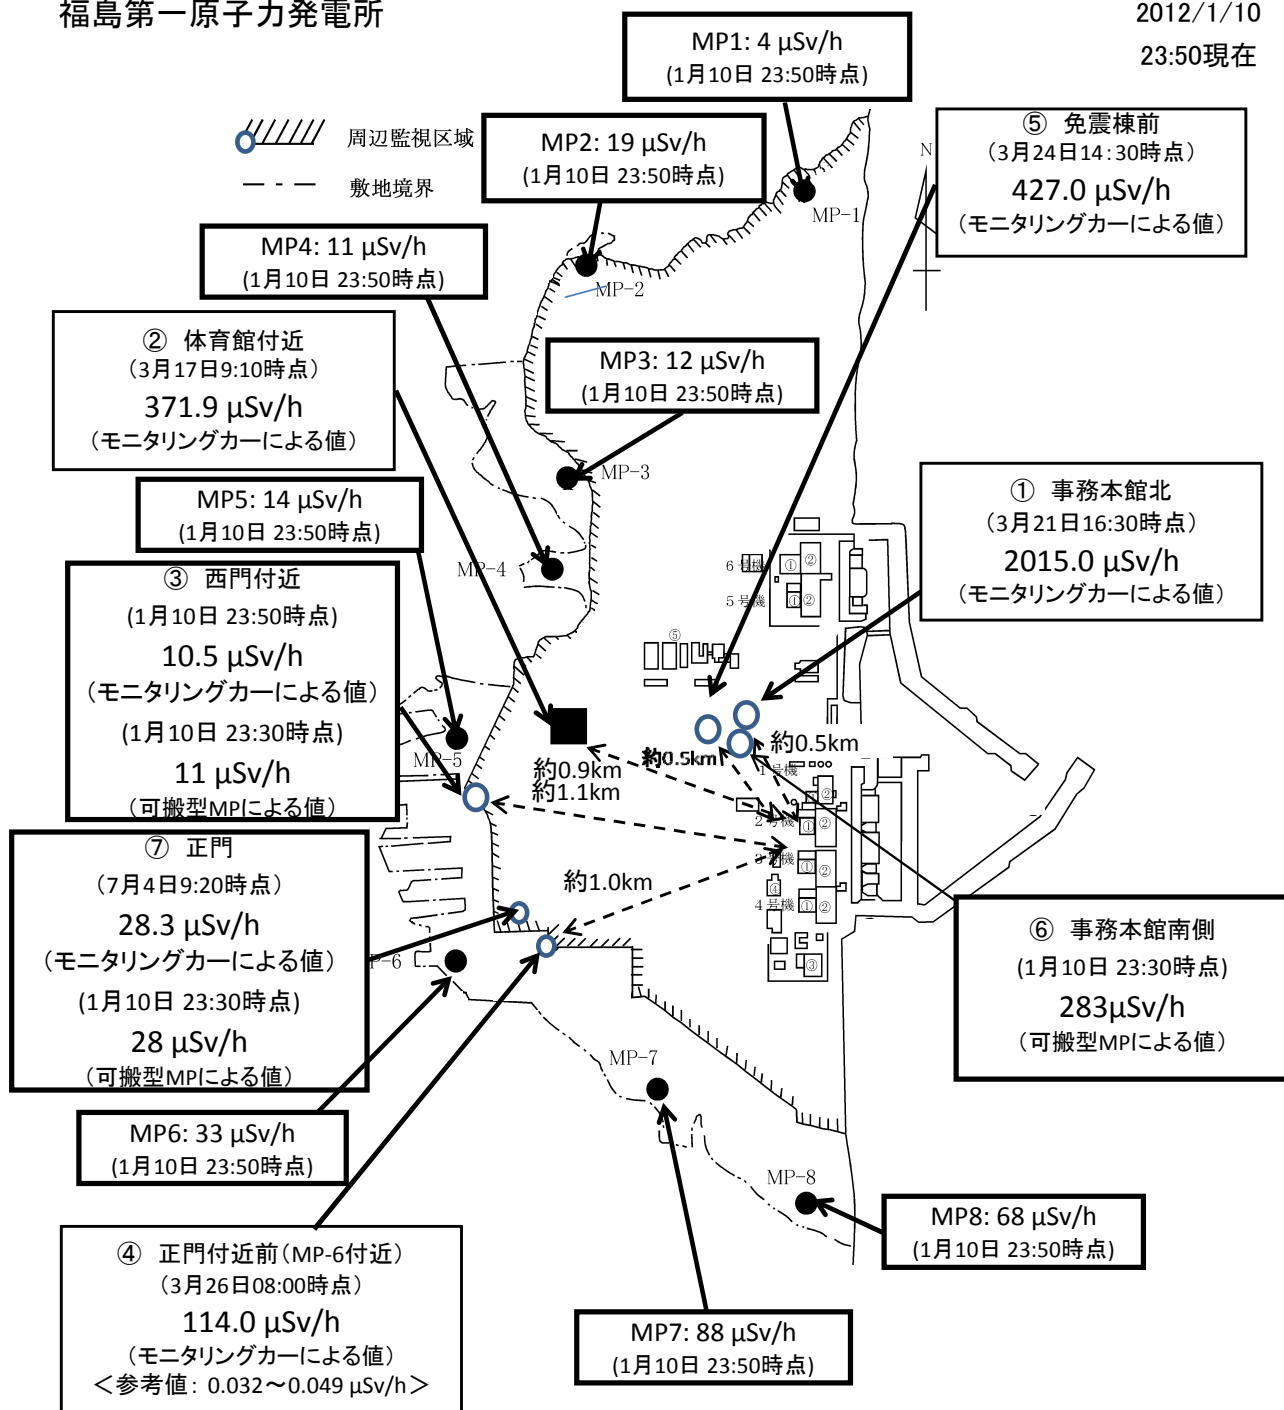 福島第一原子力発電所
2012/1/10
23:50現在
MP1: 4 μSv/h
(1月10日 23:50時点)
周辺監視区域
敷地境界
MP2: 19 μSv/h
(1月10日 23:50時点)
⑤ 免震棟前
(3月24日14:30時点)
427.0 μSv/h
(モニタリングカーによる値)
N
MP-1
MP4: 11 μSv/h
(1月10日 23:50時点)
MP-2
② 体育館付近
(3月17日9:10時点)
371.9 μSv/h
(モニタリングカーによる値)
MP3: 12 μSv/h
(1月10日 23:50時点)
MP-3
① 事務本館北
(3月21日16:30時点)
2015.0 μSv/h
(モニタリングカーによる値)
MP5: 14 μSv/h
(1月10日 23:50時点)
MP-4
6号機
① ②
5号機
① ②
③ 西門付近
(1月10日 23:50時点)
10.5 μSv/h
(モニタリングカーによる値)
(1月10日 23:30時点)
11 μSv/h
(可搬型MPによる値)
⑤
MP-5
約0.9km
約1.1km
約0.5km
約0.5km
1号機
②
2号機
① ②
3号機
① ②
④
4号機
① ②
③
約1.0km
⑦ 正門
(7月4日9:20時点)
28.3 μSv/h
(モニタリングカーによる値)
(1月10日 23:30時点)
28 μSv/h
(可搬型MPによる値)
P-6
⑥ 事務本館南側
(1月10日 23:30時点)
283μSv/h
(可搬型MPによる値)
MP-7
MP6: 33 μSv/h
(1月10日 23:50時点)
MP-8
MP8: 68 μSv/h
(1月10日 23:50時点)
④ 正門付近前(MP-6付近)
(3月26日08:00時点)
114.0 μSv/h
(モニタリングカーによる値)
＜参考値: 0.032～0.049 μSv/h＞
MP7: 88 μSv/h
(1月10日 23:50時点)